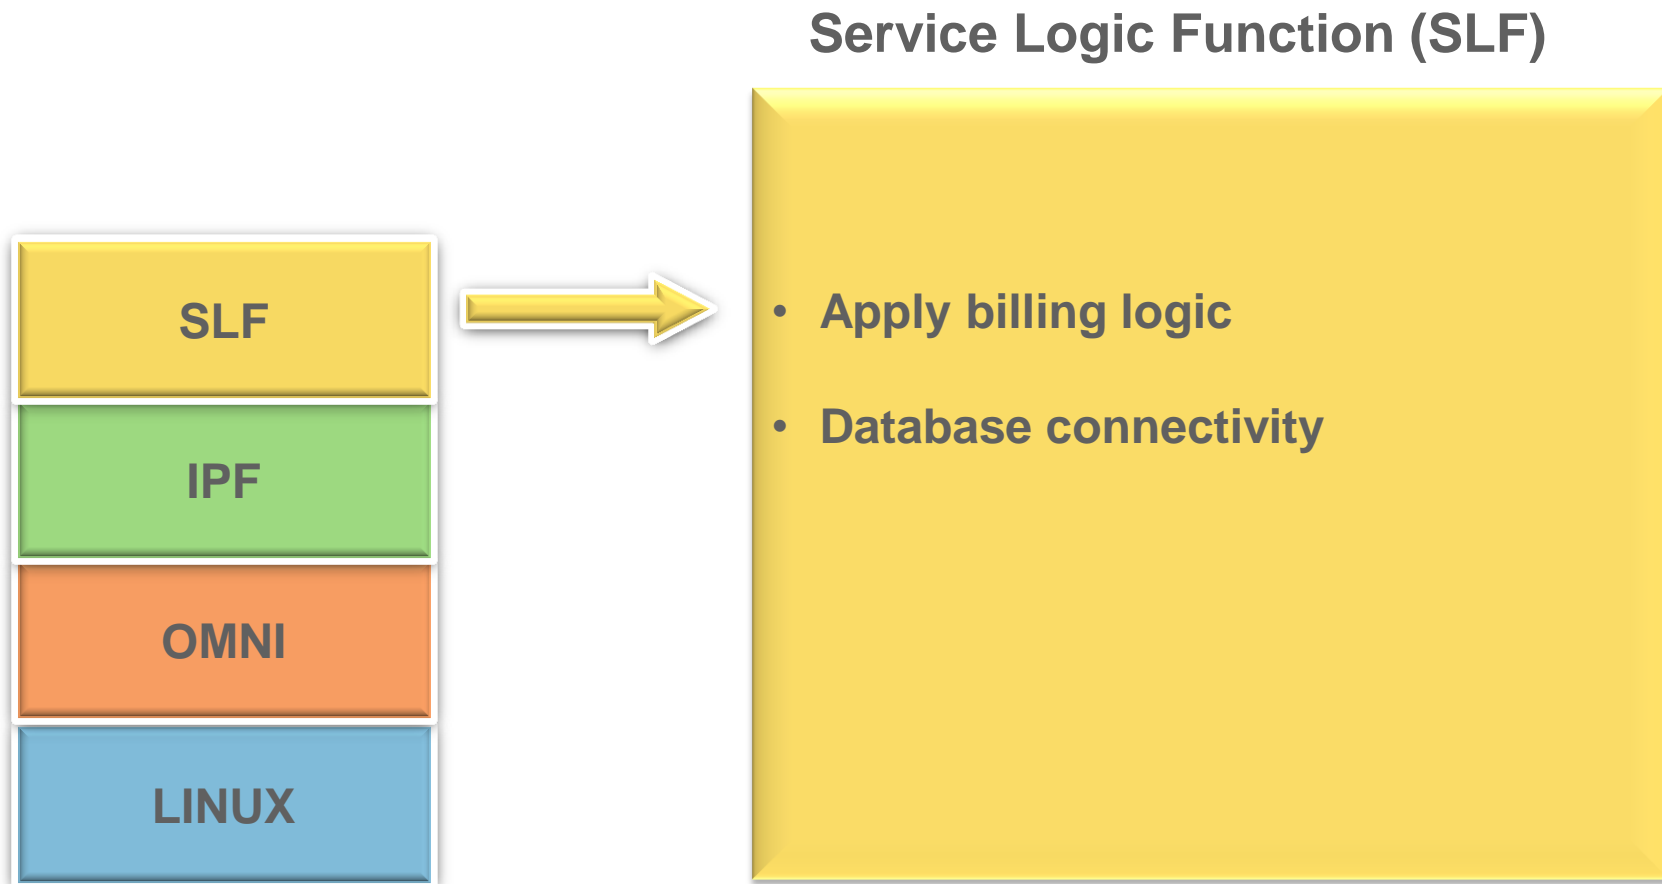 Service Logic Function (SLF)
SLF
• Apply billing logic
• Database connectivity
IPF
OMNI
LINUX